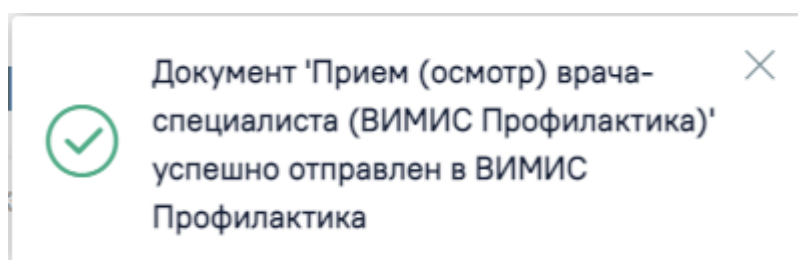 Документ 'Прием (осмотр) врача-
специалиста (ВИМИС Профилактика)'
успешно отправлен в ВИМИС
Профилактика